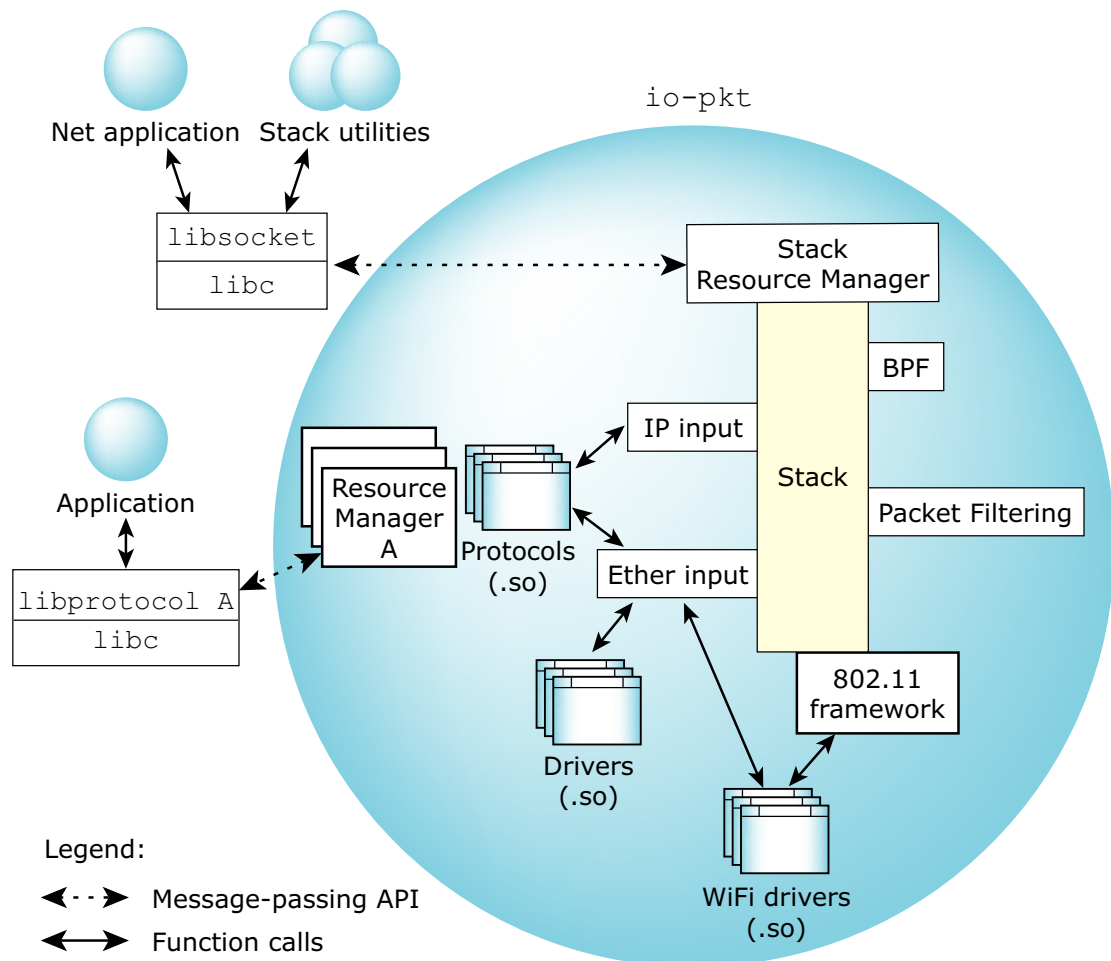 io-pkt
Net application
Stack utilities
libsocket
libc
Stack
Resource Manager
BPF
IP input
Stack
Packet Filtering
Application
Resource
Manager
A
Protocols
(.so)
Ether input
libprotocol A
libc
802.11
framework
Drivers
(.so)
WiFi drivers
(.so)
Legend:
Message-passing API
Function calls